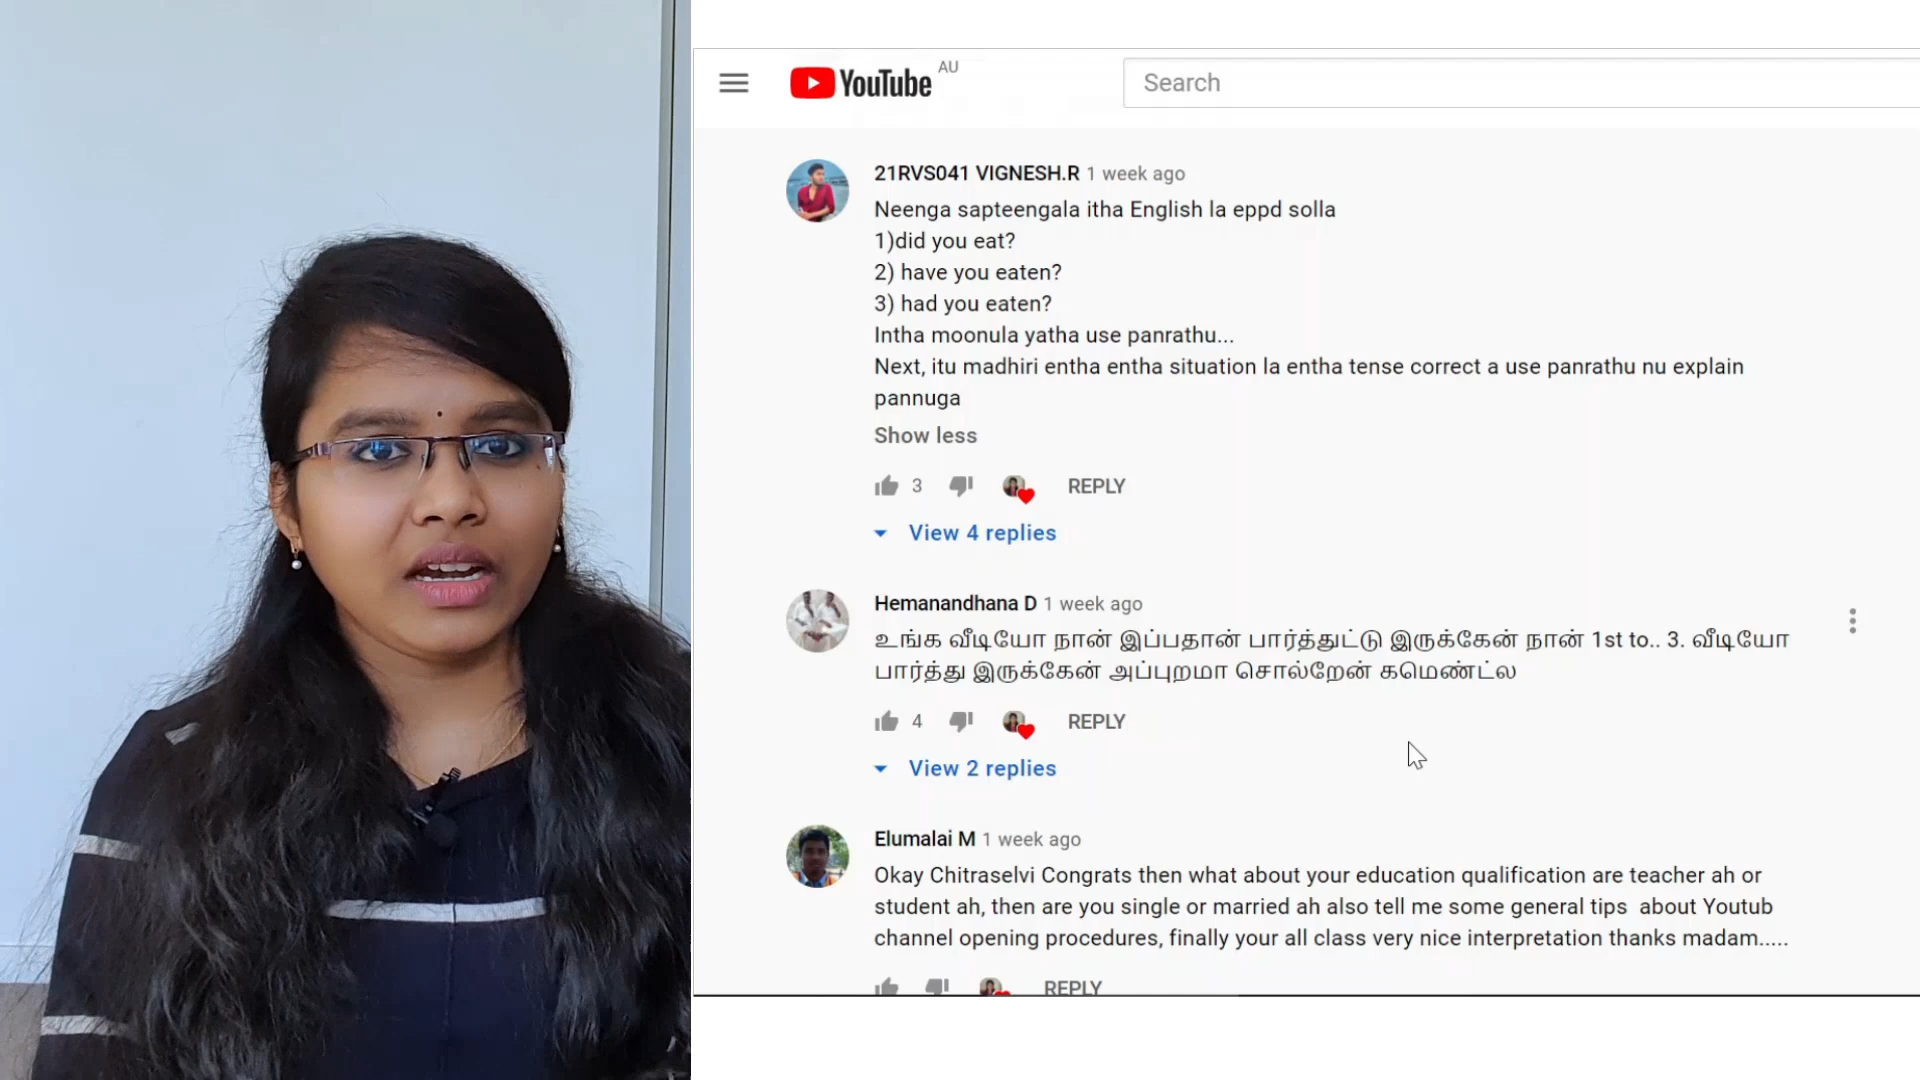 YouTube AU
Search
21RVS041 VIGNESH.R 1 week ago
Neenga sapteengala itha English la eppd solla
1)did you eat?
2) have you eaten?
3) had you eaten?
Intha moonula yatha use panrathu...
Next, itu madhiri entha entha situation la entha tense correct a use panrathu nu explain
pannuga
Show less
3 REPLY
View 4 replies
Hemanandhana D 1 week ago
உங்க வீடியோ நான் இப்பதான் பார்த்துட்டு இருக்கேன் நான் 1st to.. 3. வீடியோ
பார்த்து இருக்கேன் அப்புறமா சொல்றேன் கமெண்ட்ல
4 REPLY
View 2 replies
Elumalai M 1 week ago
Okay Chitraselvi Congrats then what about your education qualification are teacher ah or
student ah, then are you single or married ah also tell me some general tips about Youtub
channel opening procedures, finally your all class very nice interpretation thanks madam.....
REPLY